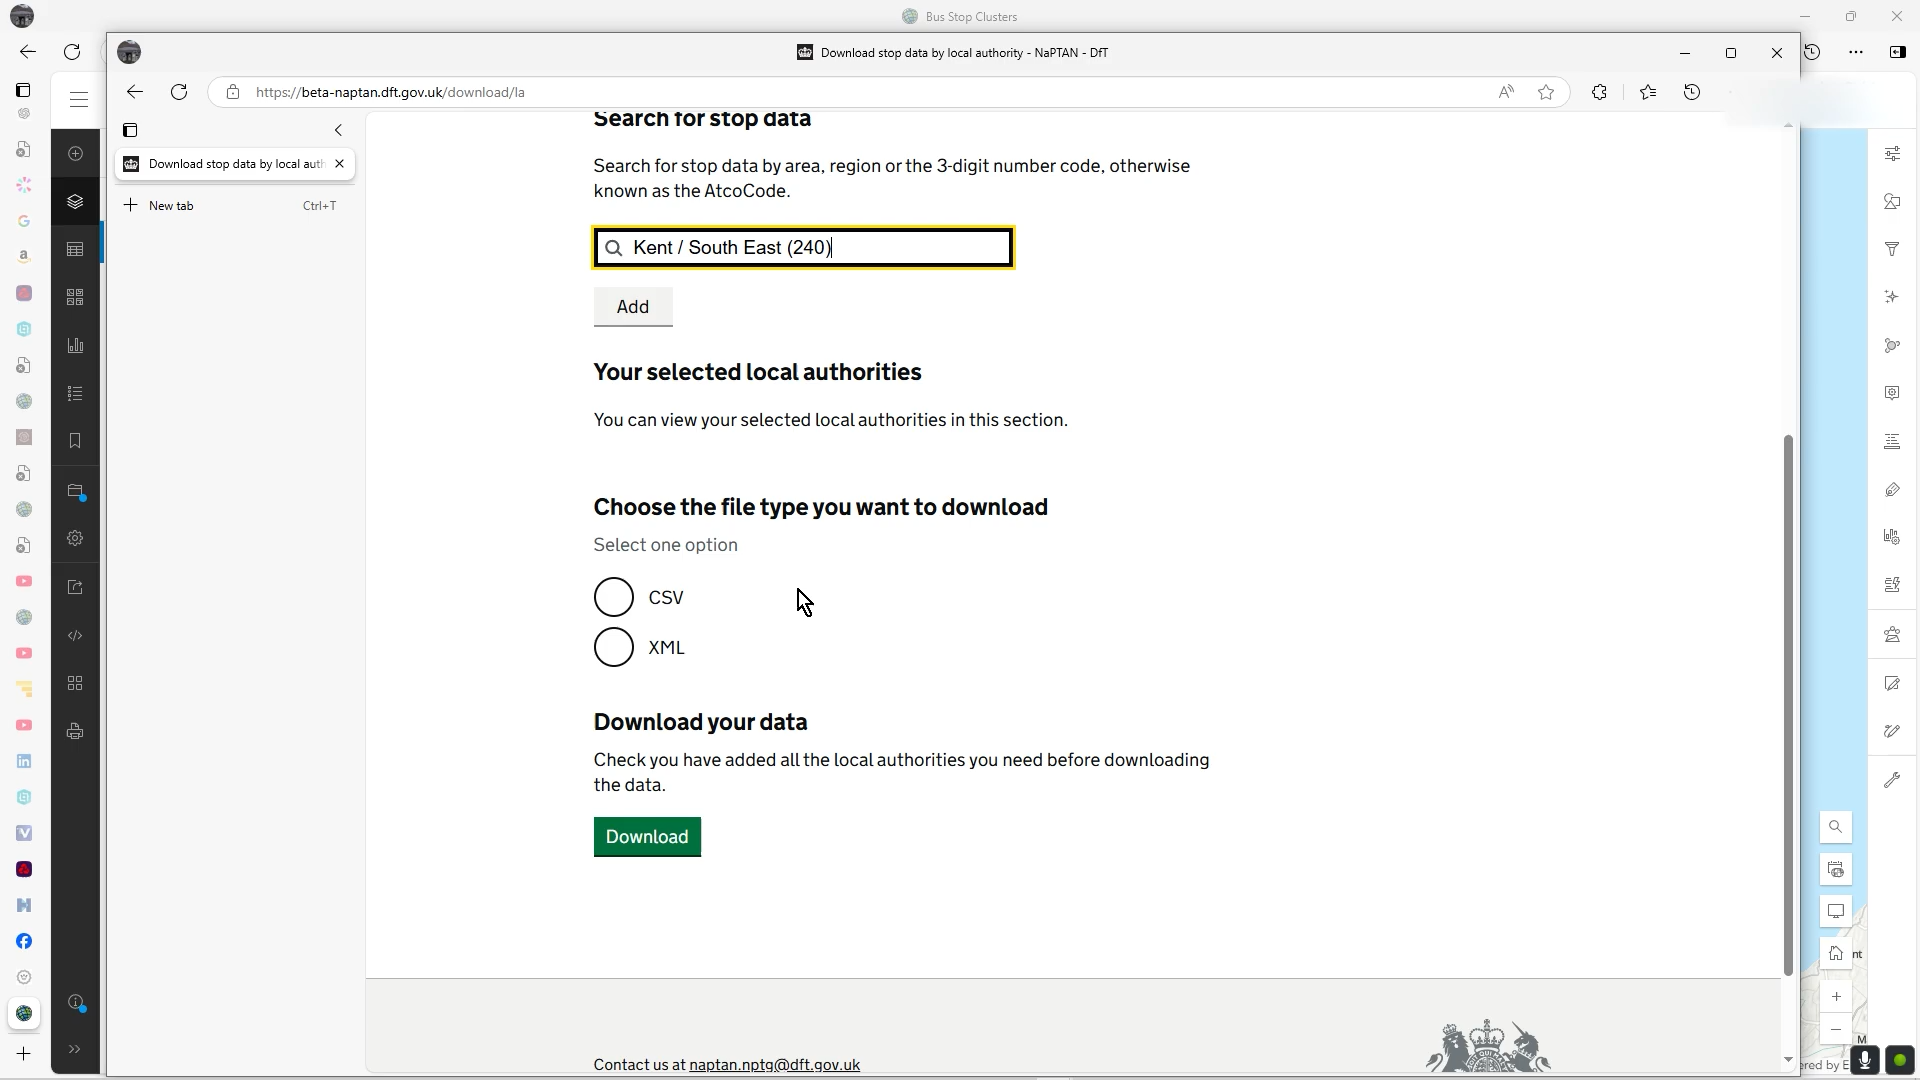 Bus Stop Clusters
Download stop data by local authority - NaPTAN - DfT
https://beta-naptan.dft.gov.uk/download/la
Download stop data by local auth
New tab
Ctrl+T
Search for stop data
Search for stop data by area, region or the 3-digit number code, otherwise
known as the AtcoCode.
Kent / South East (240)
Add
Your selected local authorities
You can view your selected local authorities in this section.
Choose the file type you want to download
Select one option
CSV
XML
Download your data
Check you have added all the local authorities you need before downloading
the data.
Download
Contact us at naptan.nptg@dft.gov.uk
nt
M
ered by E